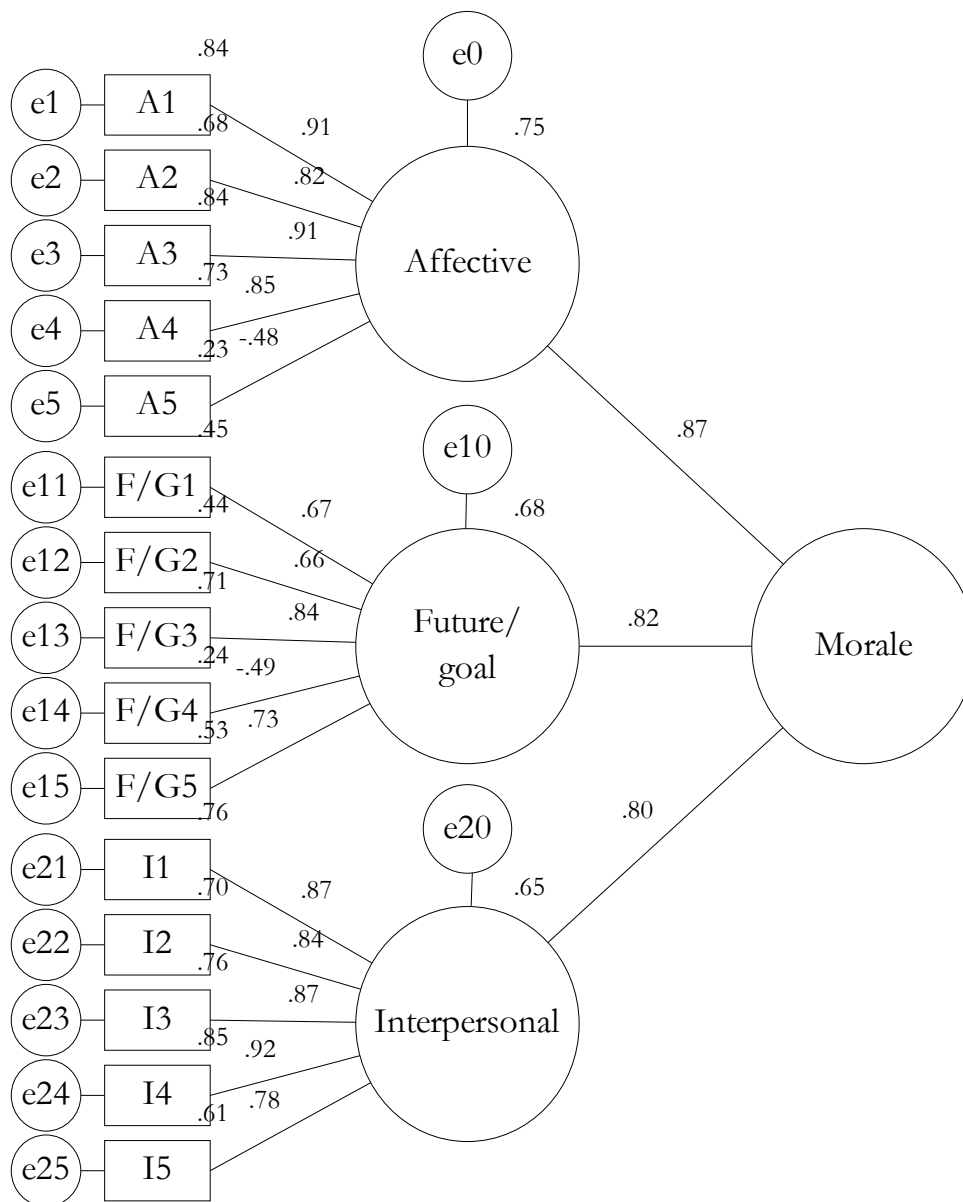 .84
e0
e1
A1
.68
.91
.75
e2
A2
.84
.82
e3
A3
.73
.91
Affective
e4
A4
.23
.85
-.48
e5
A5
.45
.87
e10
e11
F/G1
.44
.67
.68
e12
F/G2
.71
.66
e13
F/G3
.24
.84
-.49
Future/
goal
.82
Morale
e14
F/G4
.53
.73
e15
F/G5
.76
.80
e20
e21
I1
.70
.87
.65
e22
I2
.76
.84
e23
I3
.85
.87
.92
Interpersonal
e24
I4
.61
.78
e25
I5